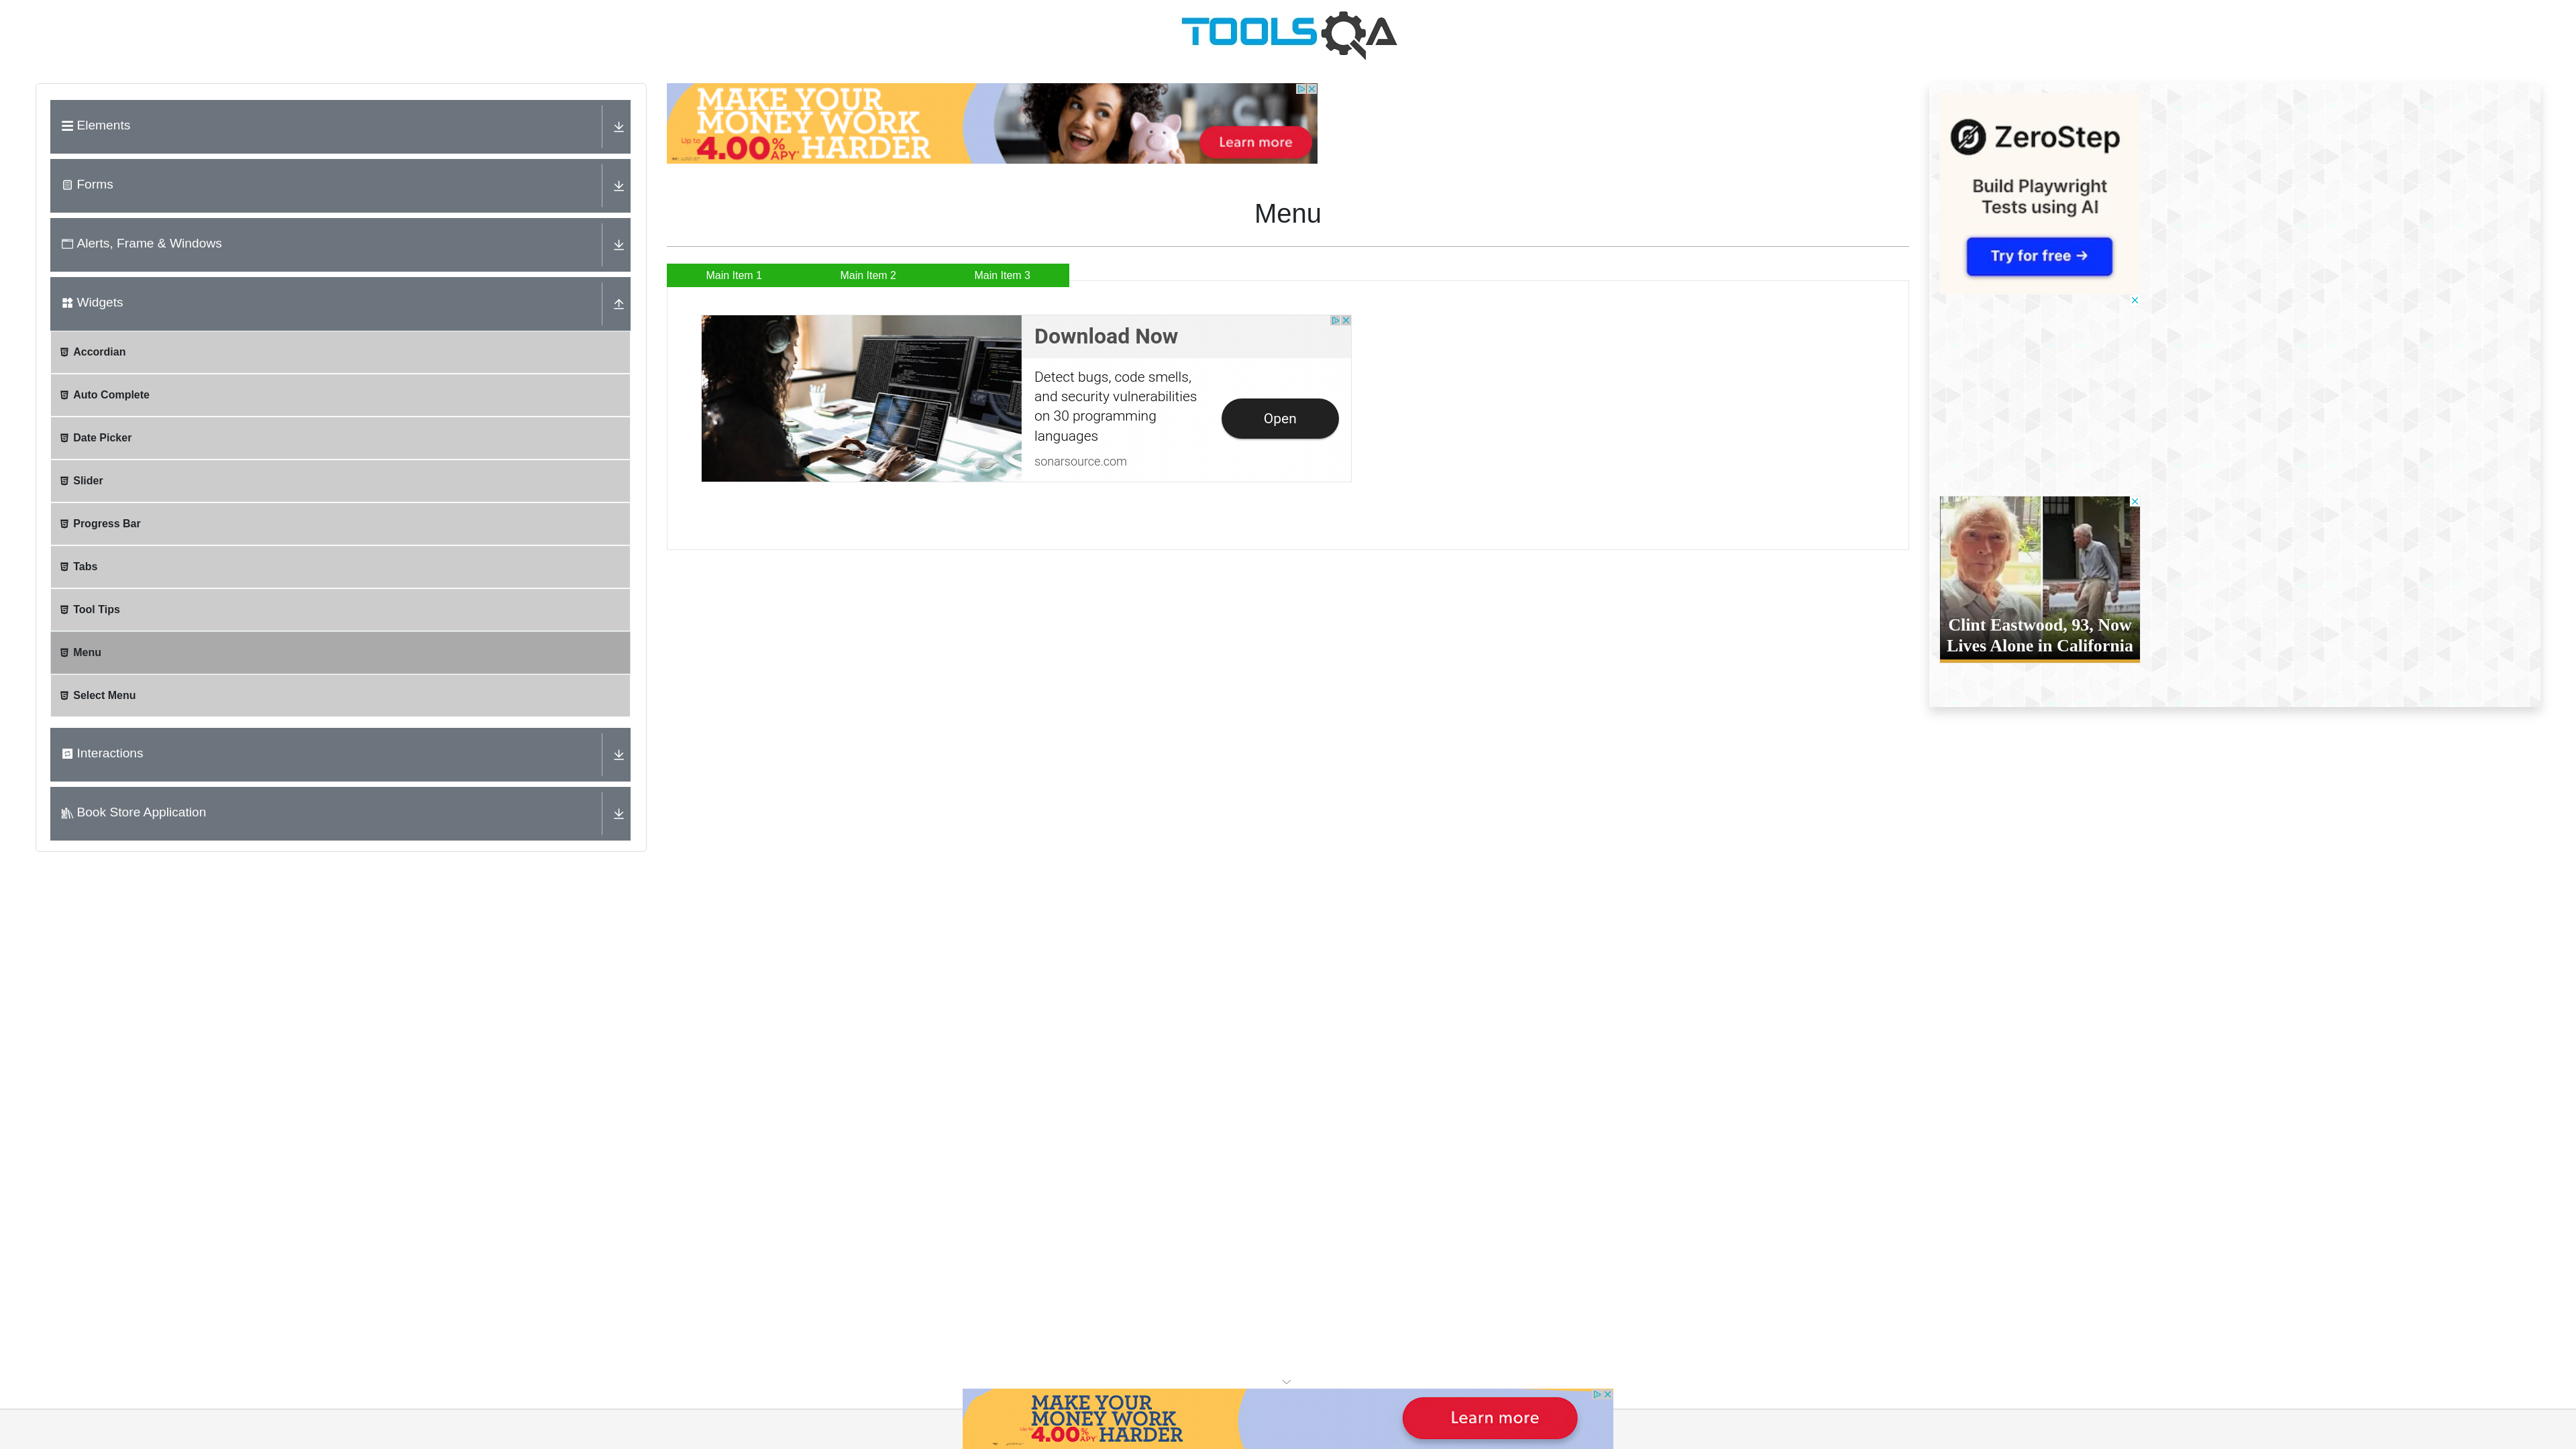 TOOLSQA
Elements
Forms
Alerts, Frame & Windows
Widgets
Accordian
Auto Complete
Date Picker
Slider
Progress Bar
Tabs
Tool Tips
Menu
Select Menu
Interactions
Book Store Application
MAKE YOUR
MONEY WORK
Up to 4.00% APY* HARDER
Learn more
Menu
Main Item 1
Main Item 2
Main Item 3
Download Now
Detect bugs, code smells,
and security vulnerabilities
on 30 programming
languages
sonarsource.com
Open
ZeroStep
Build Playwright
Tests using AI
Try for free →
Clint Eastwood, 93, Now
Lives Alone in California
MAKE YOUR
MONEY WORK
Up to 4.00% APY* HARDER
Learn more